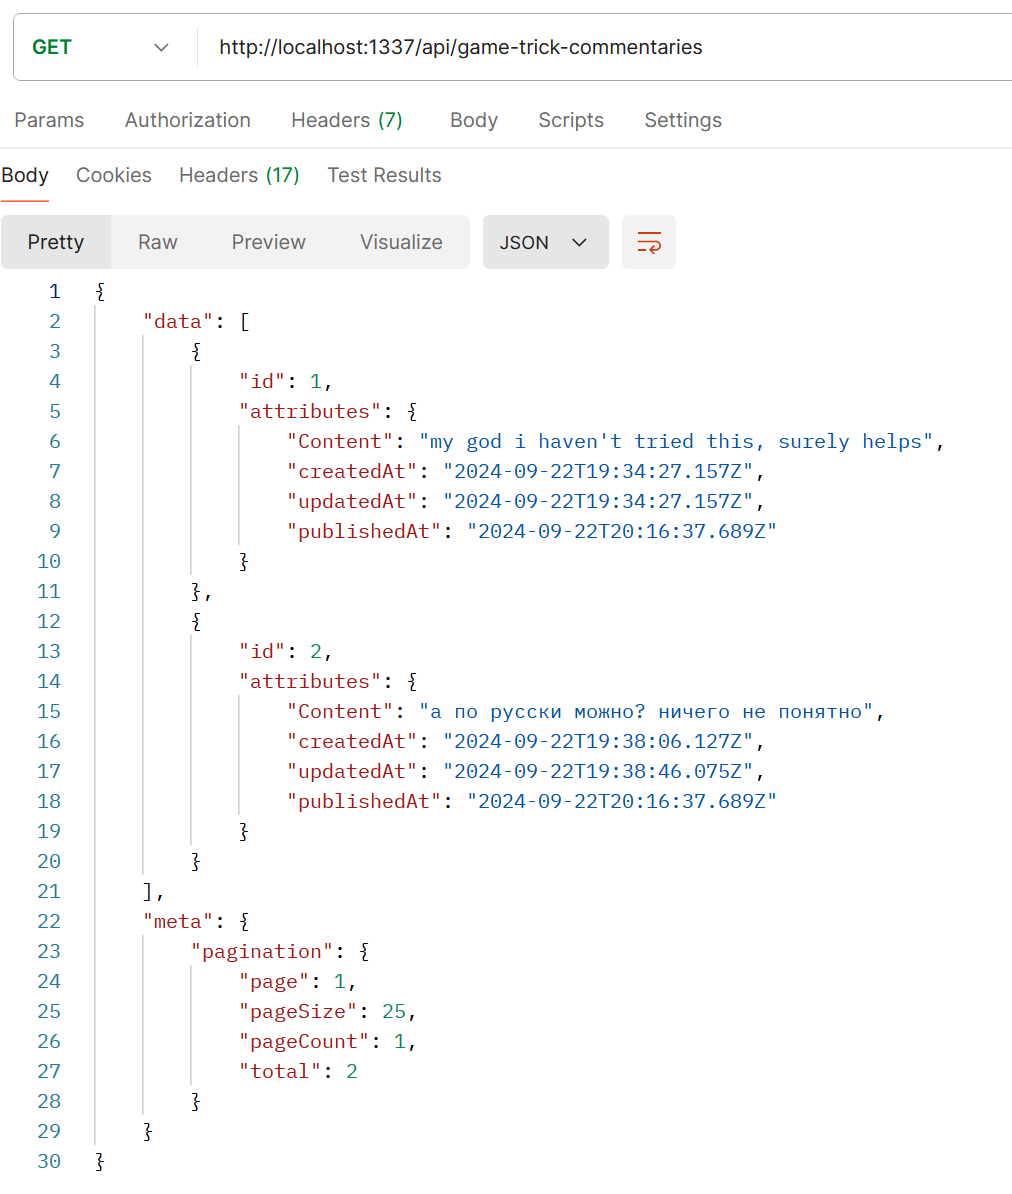 GET http://localhost:1337/api/game-trick-commentaries
Params Authorization Headers (7) Body Scripts Settings
Body Cookies Headers (17) Test Results
Pretty Raw Preview Visualize JSON
1 {
2 "data": [
3 {
4 "id": 1,
5 "attributes": {
6 "Content": "my god i haven't tried this, surely helps",
7 "createdAt": "2024-09-22T19:34:27.157Z",
8 "updatedAt": "2024-09-22T19:34:27.157Z",
9 "publishedAt": "2024-09-22T20:16:37.689Z"
10 }
11 },
12 {
13 "id": 2,
14 "attributes": {
15 "Content": "а по русски можно? ничего не понятно",
16 "createdAt": "2024-09-22T19:38:06.127Z",
17 "updatedAt": "2024-09-22T19:38:46.075Z",
18 "publishedAt": "2024-09-22T20:16:37.689Z"
19 }
20 }
21 ],
22 "meta": {
23 "pagination": {
24 "page": 1,
25 "pageSize": 25,
26 "pageCount": 1,
27 "total": 2
28 }
29 }
30 }